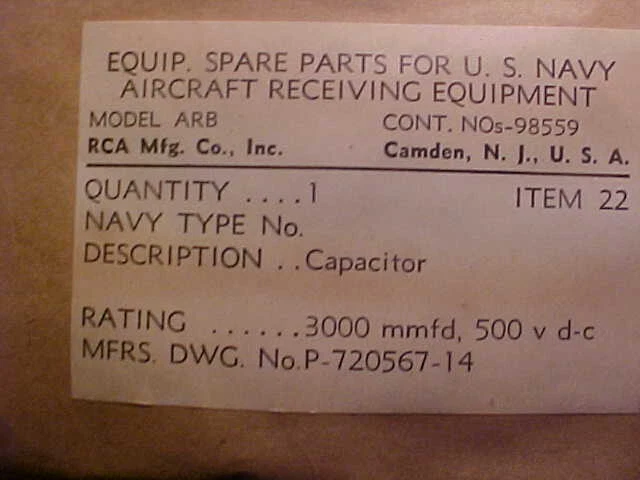 EQUIP. SPARE PARTS FOR U. S. NAVY
AIRCRAFT RECEIVING EQUIPMENT
MODEL ARB CONT. NOs-98559
RCA Mfg. Co., Inc. Camden, N. J., U. S. A.
QUANTITY ....1 ITEM 22
NAVY TYPE No.
DESCRIPTION ..Capacitor
RATING ......3000 mmfd, 500 v d-c
MFRS. DWG. No.P-720567-14